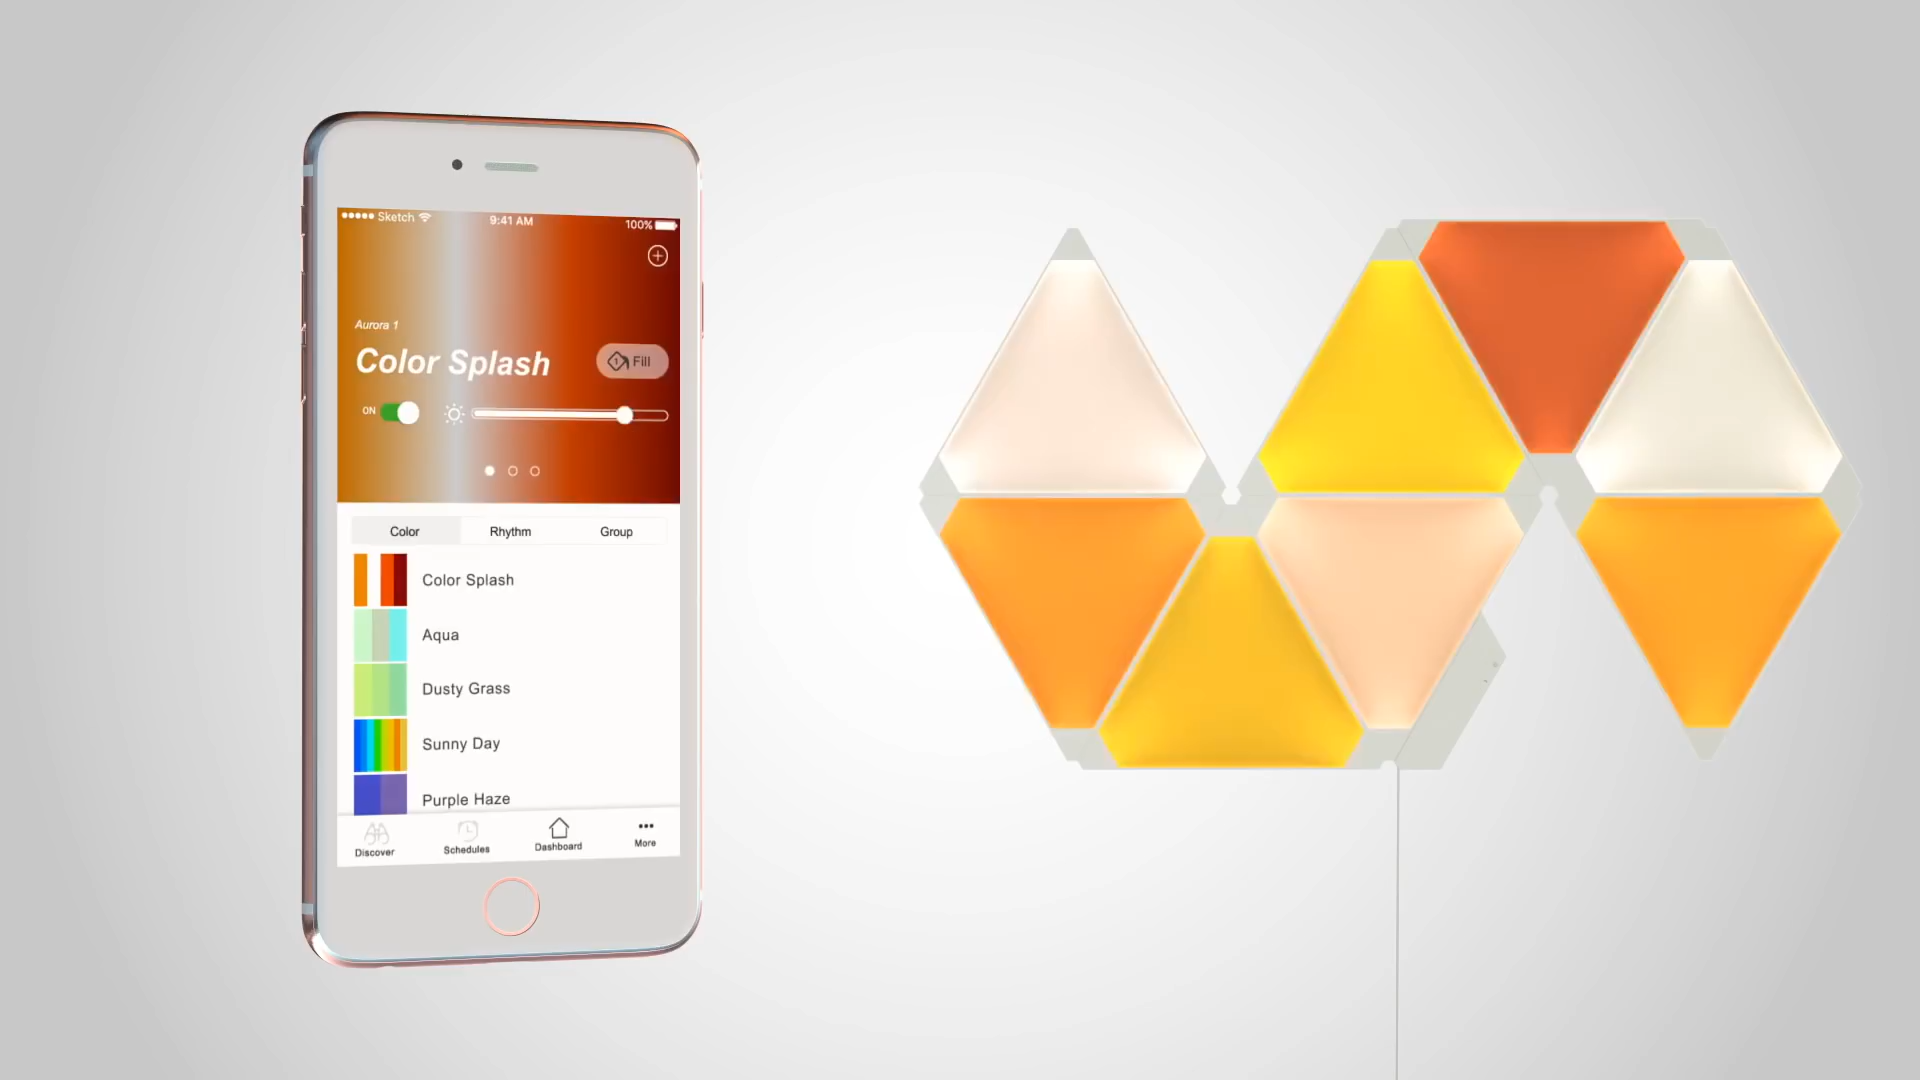 ●●●●● Sketch 9:41 AM 100%
Aurora 1
Color Splash
Fill
ON
Color Rhythm Group
Color Splash
Aqua
Dusty Grass
Sunny Day
Purple Haze
Discover Schedules Dashboard More